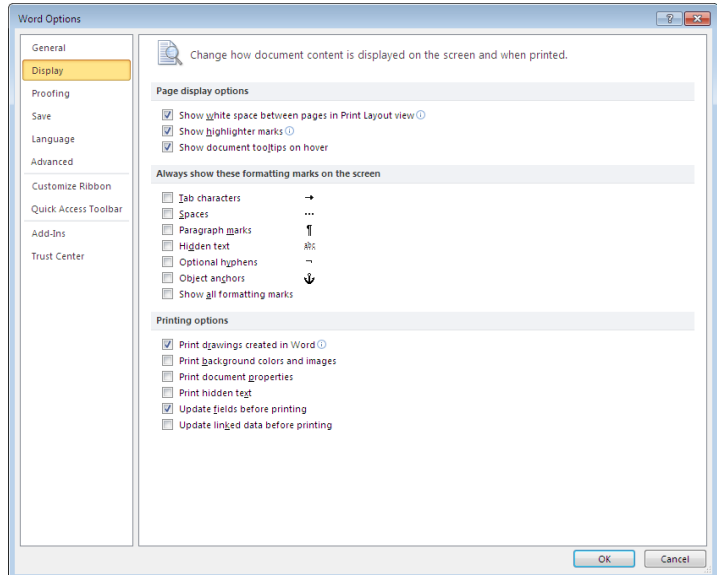 Word Options
General
Display
Proofing
Save
Language
Advanced
Customize Ribbon
Quick Access Toolbar
Add-Ins
Trust Center
Change how document content is displayed on the screen and when printed.
Page display options
Show white space between pages in Print Layout view
Show highlighter marks
Show document tooltips on hover
Always show these formatting marks on the screen
Tab characters →
Spaces ···
Paragraph marks ¶
Hidden text abc
Optional hyphens ¬
Object anchors
Show all formatting marks
Printing options
Print drawings created in Word
Print background colors and images
Print document properties
Print hidden text
Update fields before printing
Update linked data before printing
OK Cancel